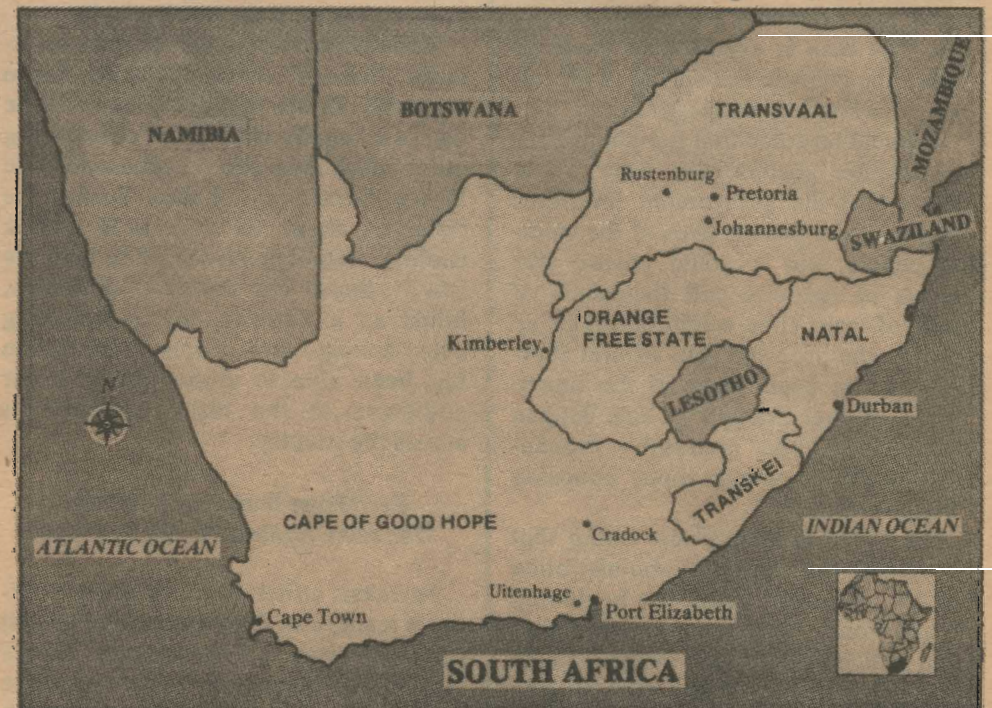 MOZAMBIQUE
BOTSWANA
TRANSVAAL
NAMIBIA
Rustenburg
Pretoria
Johannesburg
SWAZILAND
ORANGE
FREE STATE
NATAL
Kimberley
LESOTHO
N
Durban
TRANSKEI
CAPE OF GOOD HOPE
Cradock
INDIAN OCEAN
ATLANTIC OCEAN
Uitenhage
Port Elizabeth
Cape Town
SOUTH AFRICA